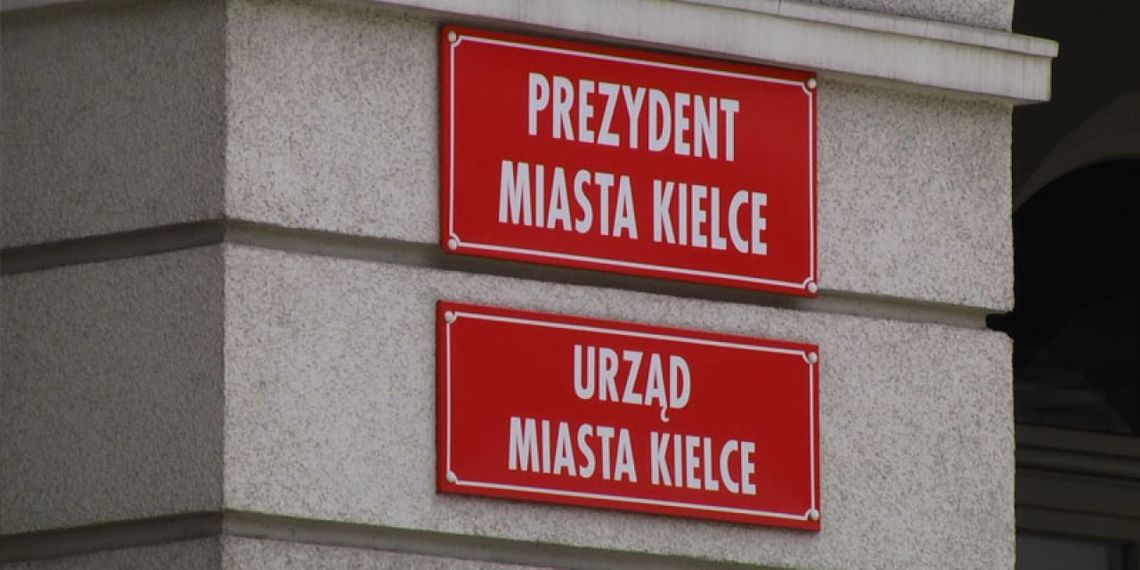 PREZYDENT
MIASTA KIELCE
URZĄD
MIASTA KIELCE